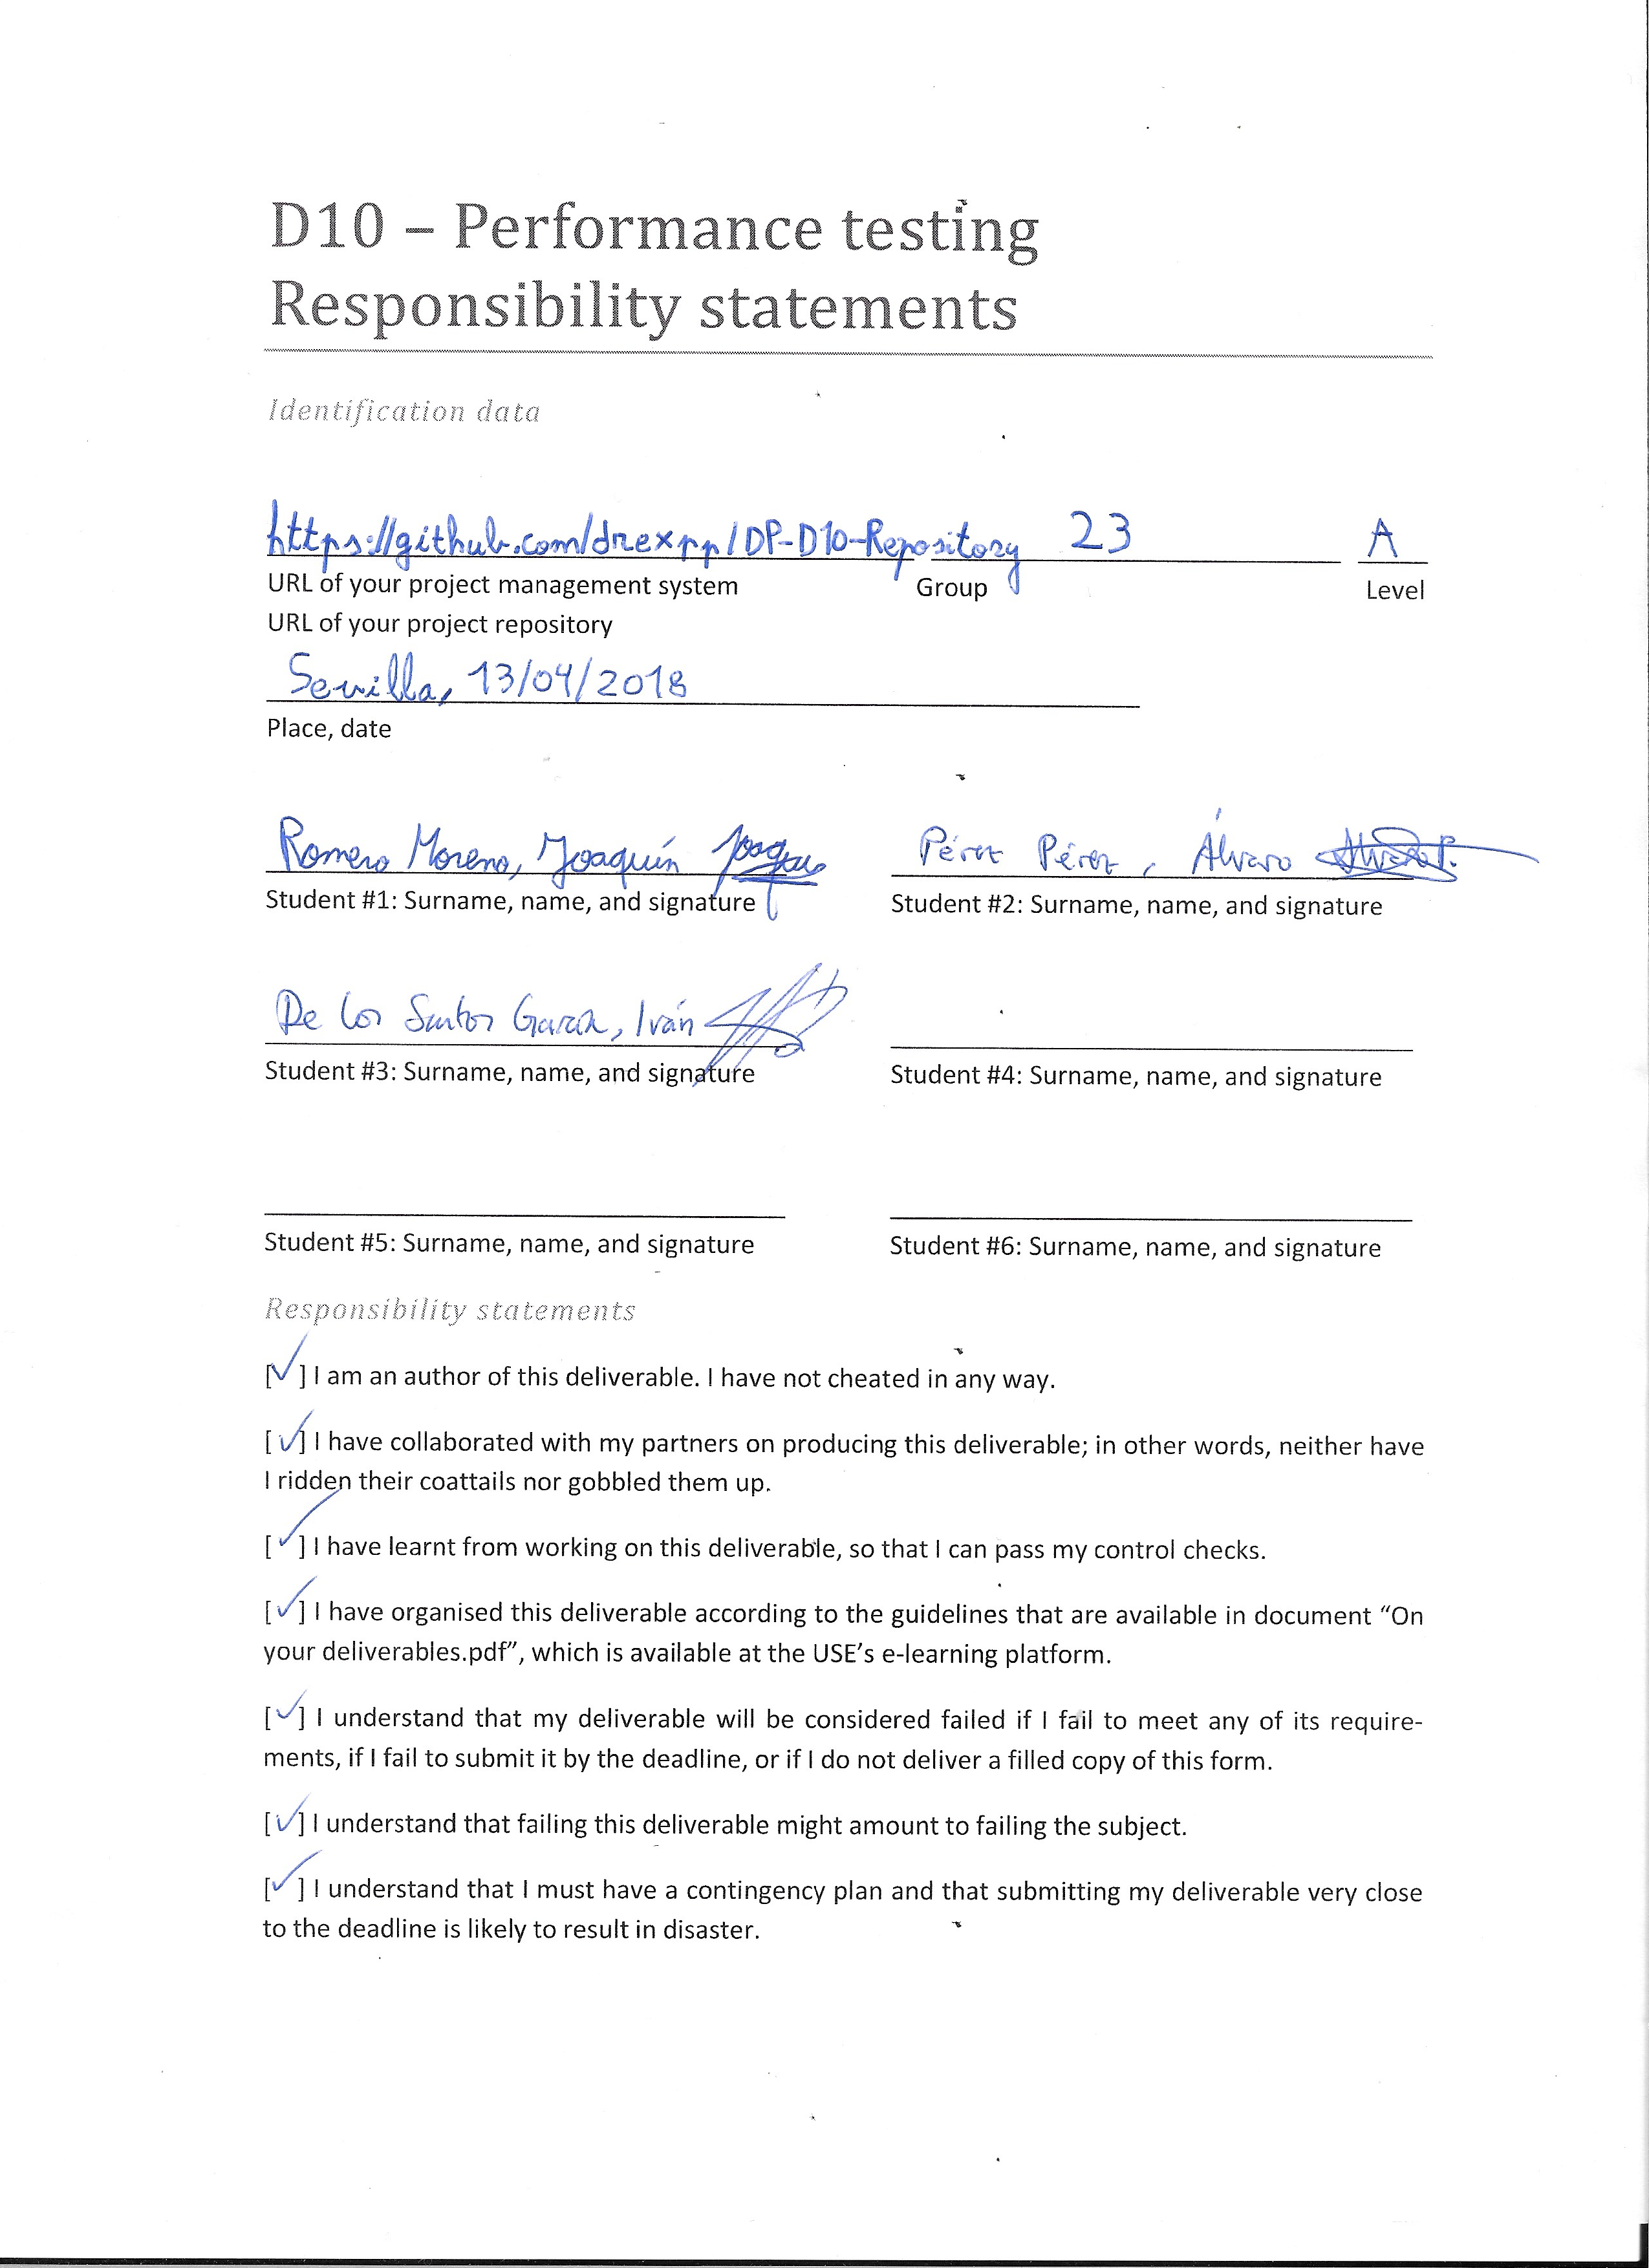 D10 – Performance testing
Responsibility statements
Identification data
https://github.com/drexpp/DP-D10-Repository 23 A
URL of your project management system Group Level
URL of your project repository
Sevilla, 13/04/2018
Place, date
Romero Moreno, Joaquín Joaquín Pérez Pérez, Álvaro Álvaro P.
Student #1: Surname, name, and signature Student #2: Surname, name, and signature
De los Santos García, Iván
Student #3: Surname, name, and signature Student #4: Surname, name, and signature
Student #5: Surname, name, and signature Student #6: Surname, name, and signature
Responsibility statements
[✓] I am an author of this deliverable. I have not cheated in any way.
[✓] I have collaborated with my partners on producing this deliverable; in other words, neither have
I ridden their coattails nor gobbled them up.
[✓] I have learnt from working on this deliverable, so that I can pass my control checks.
[✓] I have organised this deliverable according to the guidelines that are available in document “On
your deliverables.pdf”, which is available at the USE’s e-learning platform.
[✓] I understand that my deliverable will be considered failed if I fail to meet any of its require-
ments, if I fail to submit it by the deadline, or if I do not deliver a filled copy of this form.
[✓] I understand that failing this deliverable might amount to failing the subject.
[✓] I understand that I must have a contingency plan and that submitting my deliverable very close
to the deadline is likely to result in disaster.